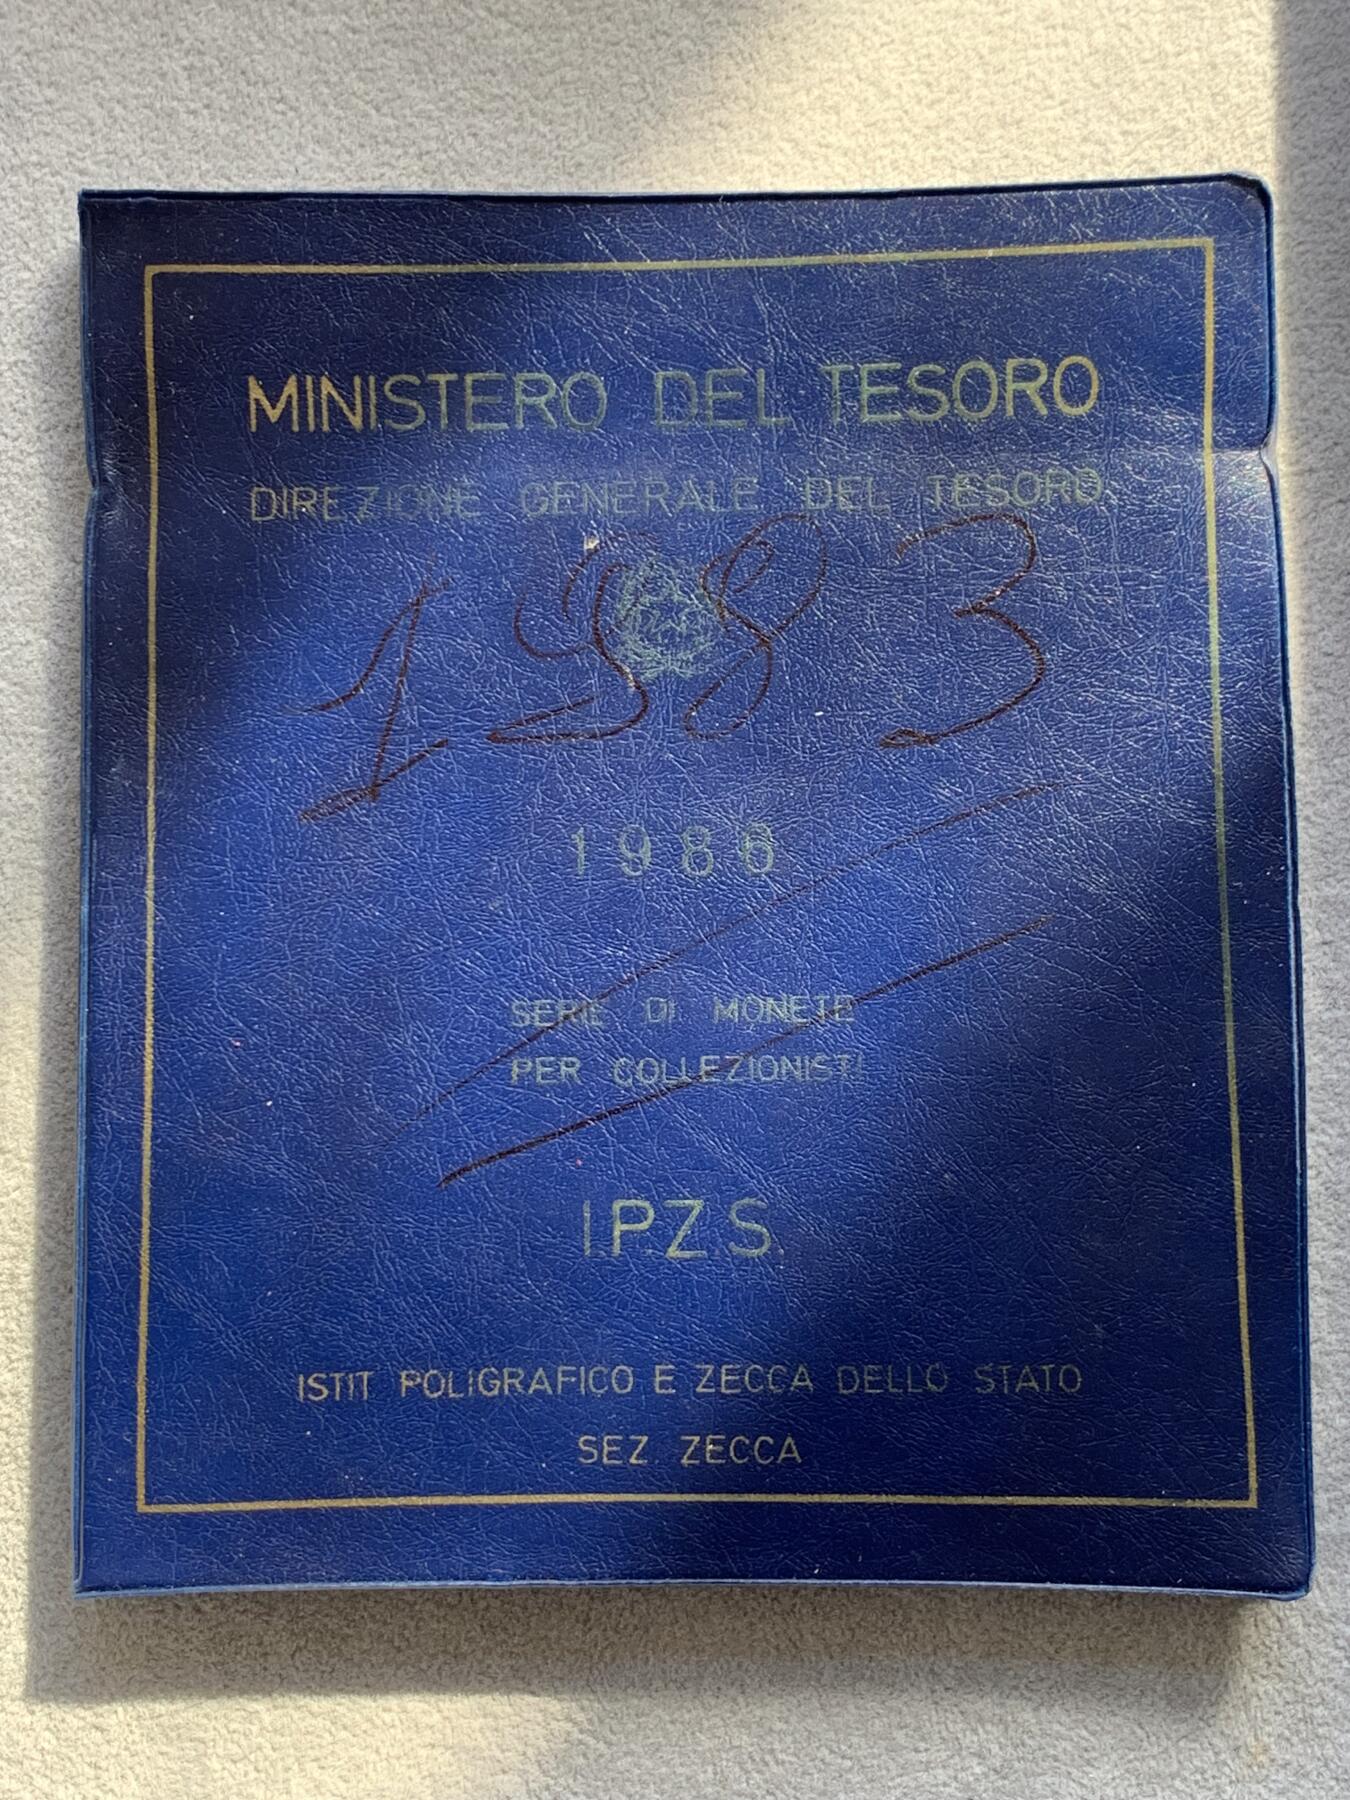 MINISTERO DEL TESORO
DIREZIONE GENERALE DEL TESORO
1983
1986
SERIE DI MONETE
PER COLLEZIONISTI
I.P.Z.S.
ISTIT POLIGRAFICO E ZECCA DELLO STATO
SEZ ZECCA